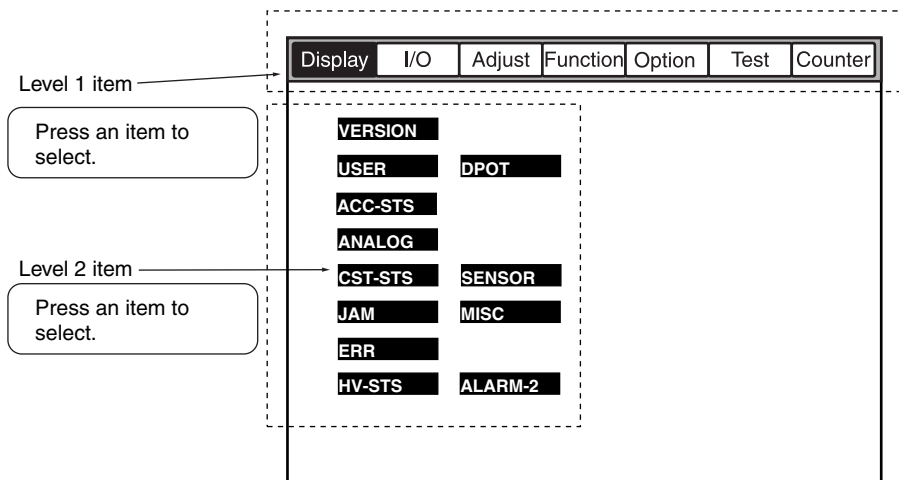 Display I/O Adjust Function Option Test Counter
Level 1 item
Press an item to
select.
VERSION
USER DPOT
ACC-STS
ANALOG
Level 2 item
CST-STS SENSOR
Press an item to
select.
JAM MISC
ERR
HV-STS ALARM-2